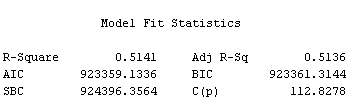 Model Fit Statistics
R-Square 0.5141 Adj R-Sq 0.5136
AIC 923359.1336 BIC 923361.3144
SBC 924396.3564 C(p) 112.8278